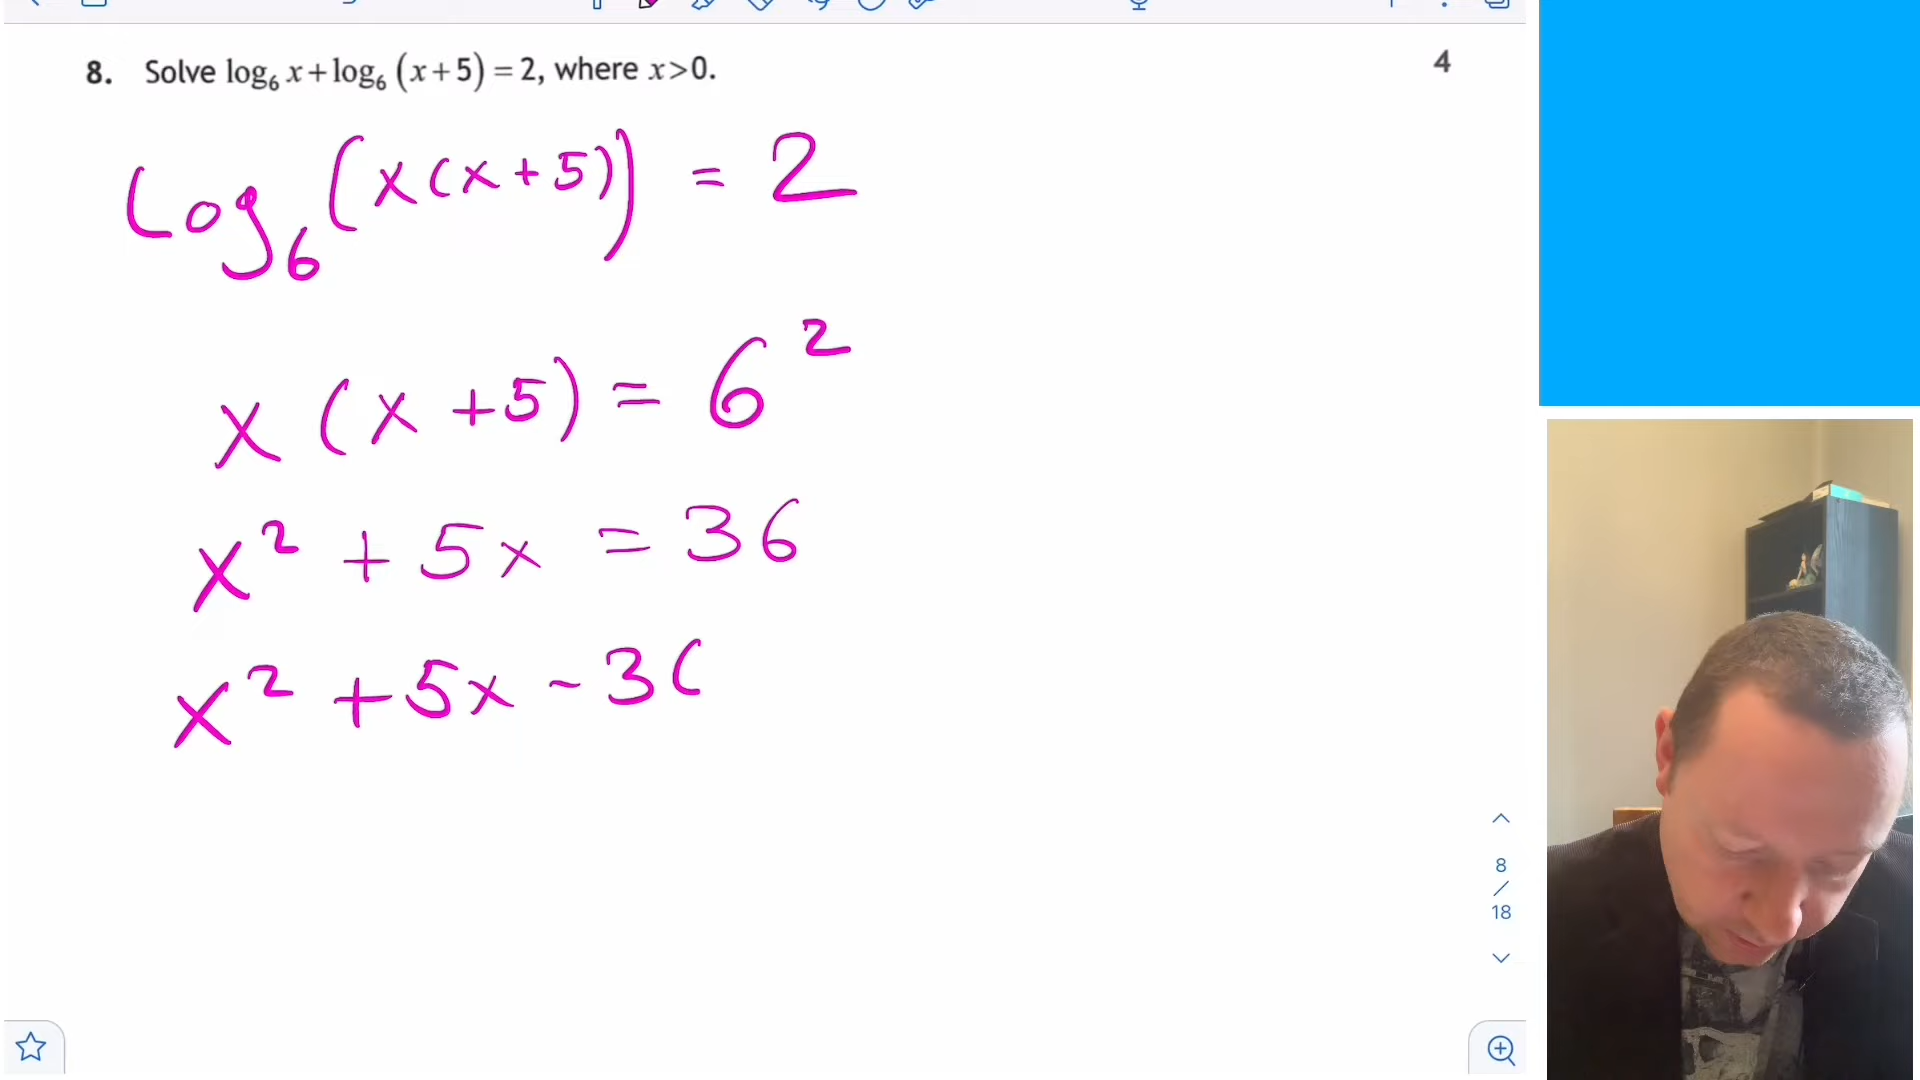 8. Solve log₆ x + log₆ (x+5) = 2, where x>0. 4
Log₆ (x(x+5)) = 2
x (x +5) = 6²
x² + 5x = 36
x² +5x - 3(
8
/
18